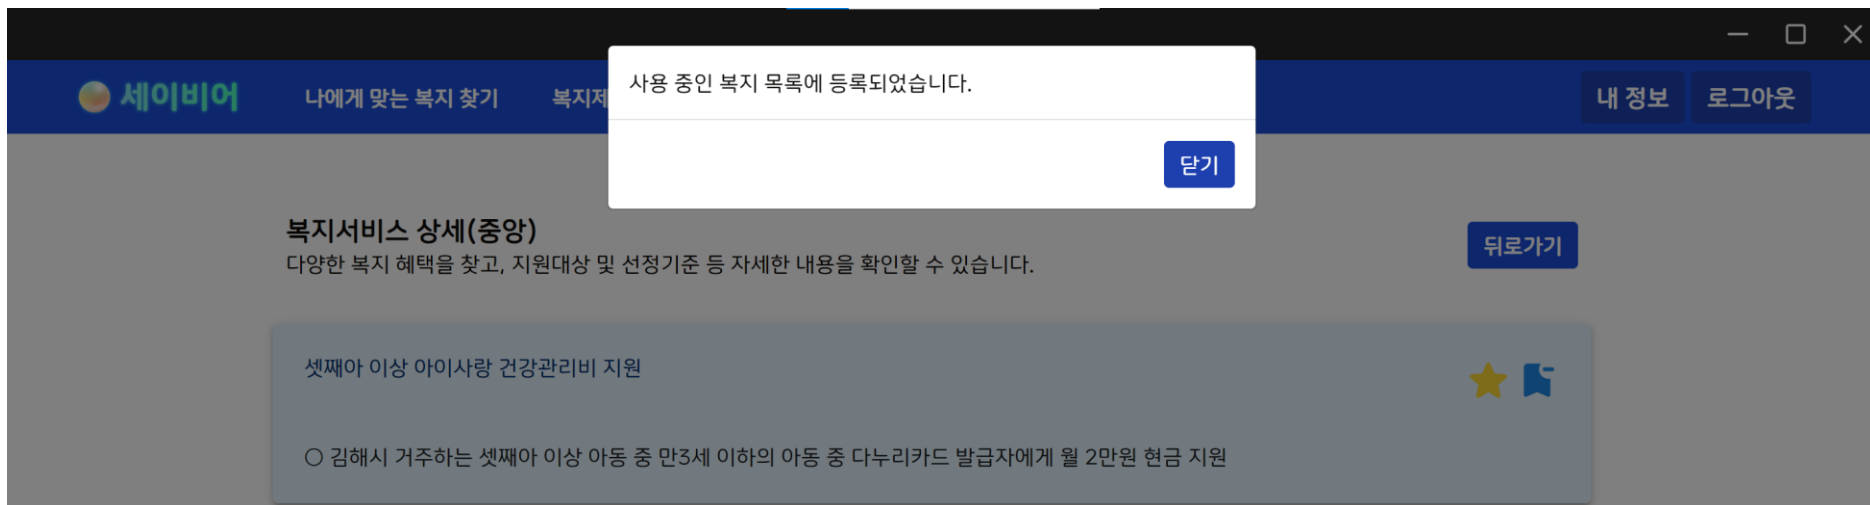 세이비어
나에게 맞는 복지 찾기
복지제
내 정보
로그아웃
사용 중인 복지 목록에 등록되었습니다.
닫기
복지서비스 상세(중앙)
다양한 복지 혜택을 찾고, 지원대상 및 선정기준 등 자세한 내용을 확인할 수 있습니다.
뒤로가기
셋째아 이상 아이사랑 건강관리비 지원
○ 김해시 거주하는 셋째아 이상 아동 중 만3세 이하의 아동 중 다누리카드 발급자에게 월 2만원 현금 지원